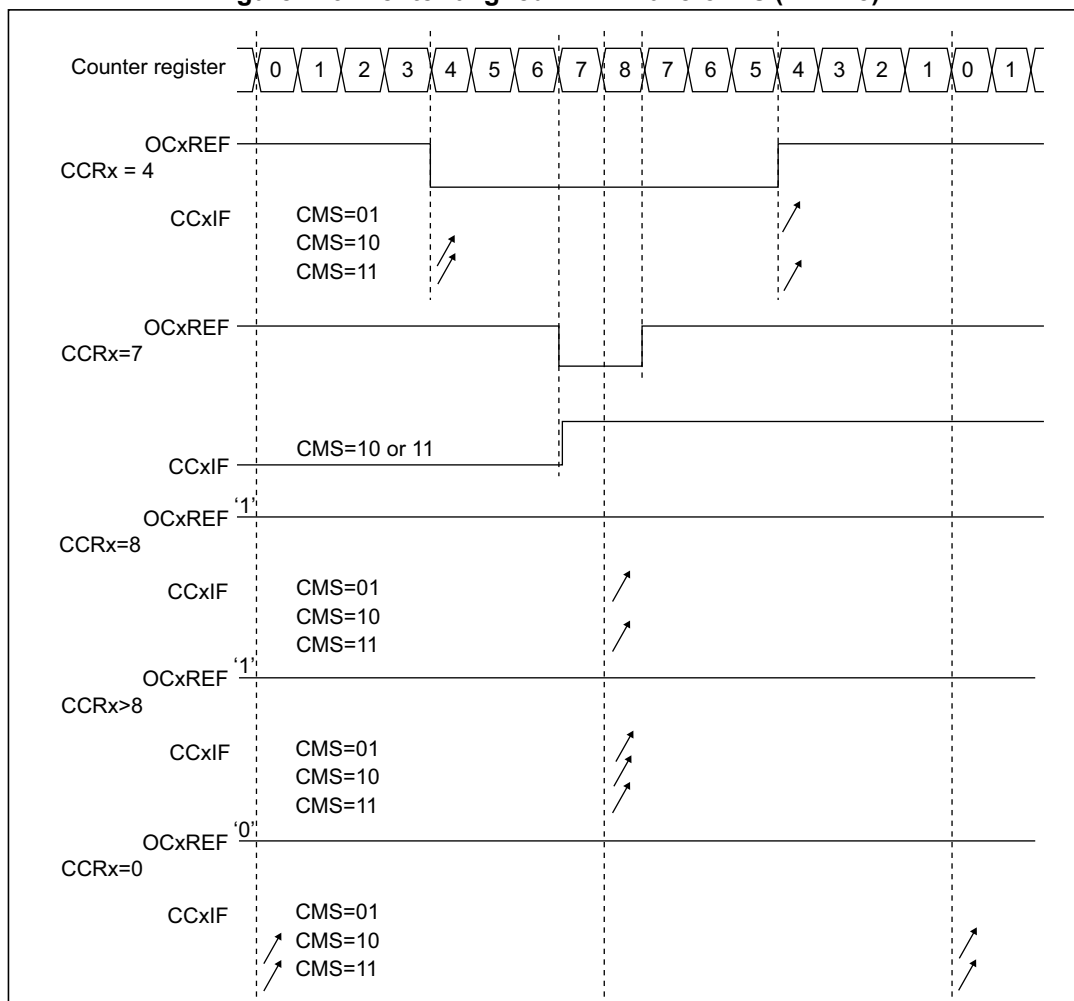 Counter register 0 1 2 3 4 5 6 7 8 7 6 5 4 3 2 1 0 1
OCxREF
CCRx = 4
CCxIF
CMS=01
CMS=10
CMS=11
OCxREF
CCRx=7
CMS=10 or 11
CCxIF
OCxREF '1'
CCRx=8
CCxIF
CMS=01
CMS=10
CMS=11
OCxREF '1'
CCRx>8
CCxIF
CMS=01
CMS=10
CMS=11
OCxREF '0'
CCRx=0
CCxIF
CMS=01
CMS=10
CMS=11